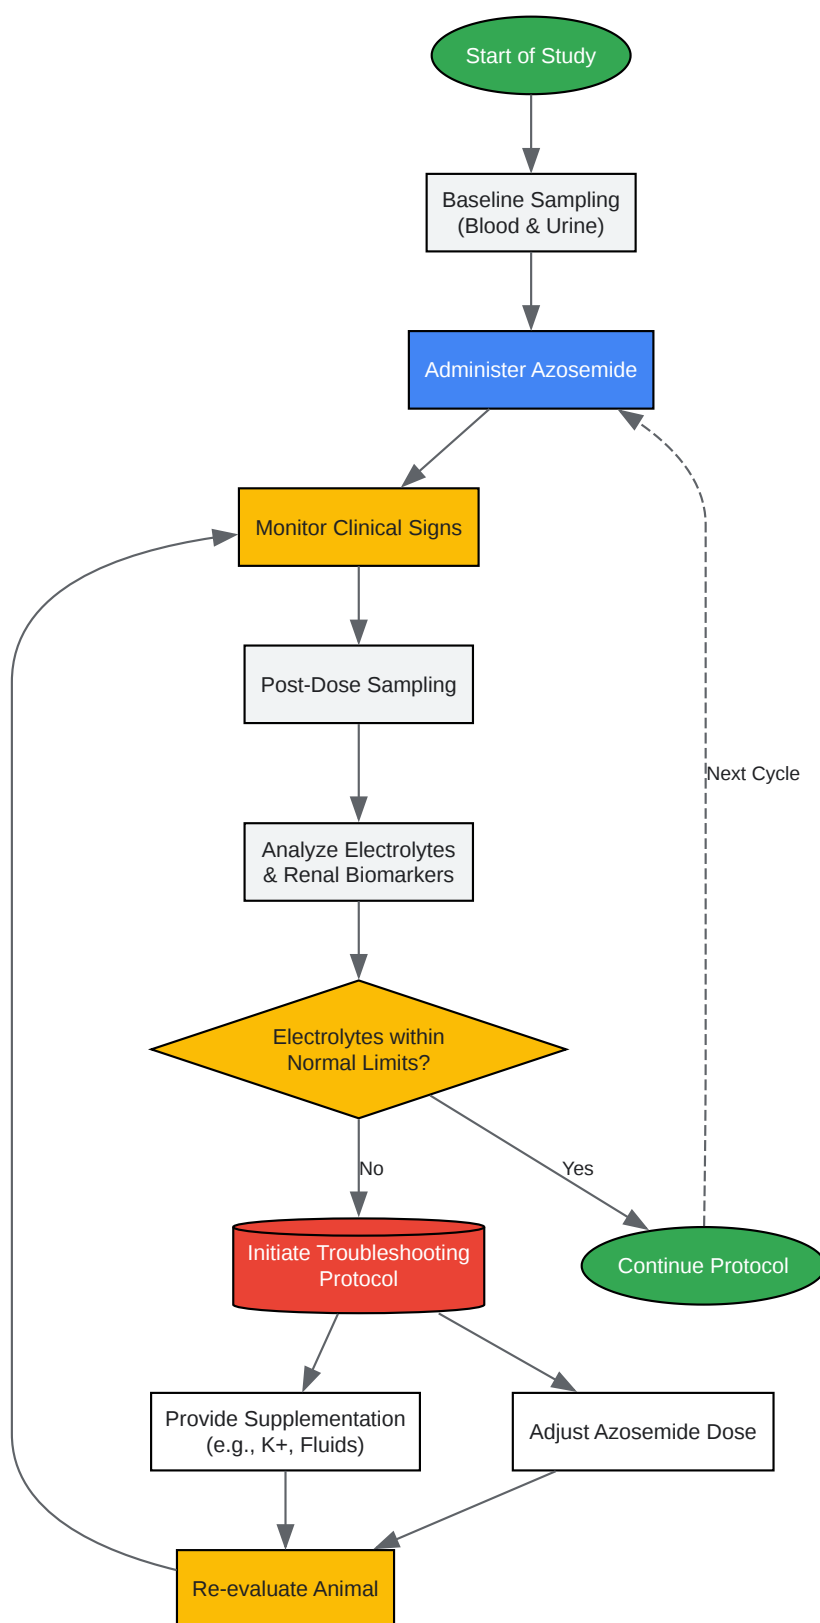 Start of Study
Baseline Sampling
(Blood & Urine)
Administer Azosemide
Monitor Clinical Signs
Post-Dose Sampling
Next Cycle
Analyze Electrolytes
& Renal Biomarkers
Electrolytes within
Normal Limits?
No
Yes
Initiate Troubleshooting
Protocol
Continue Protocol
Provide Supplementation
(e.g., K+, Fluids)
Adjust Azosemide Dose
Re-evaluate Animal